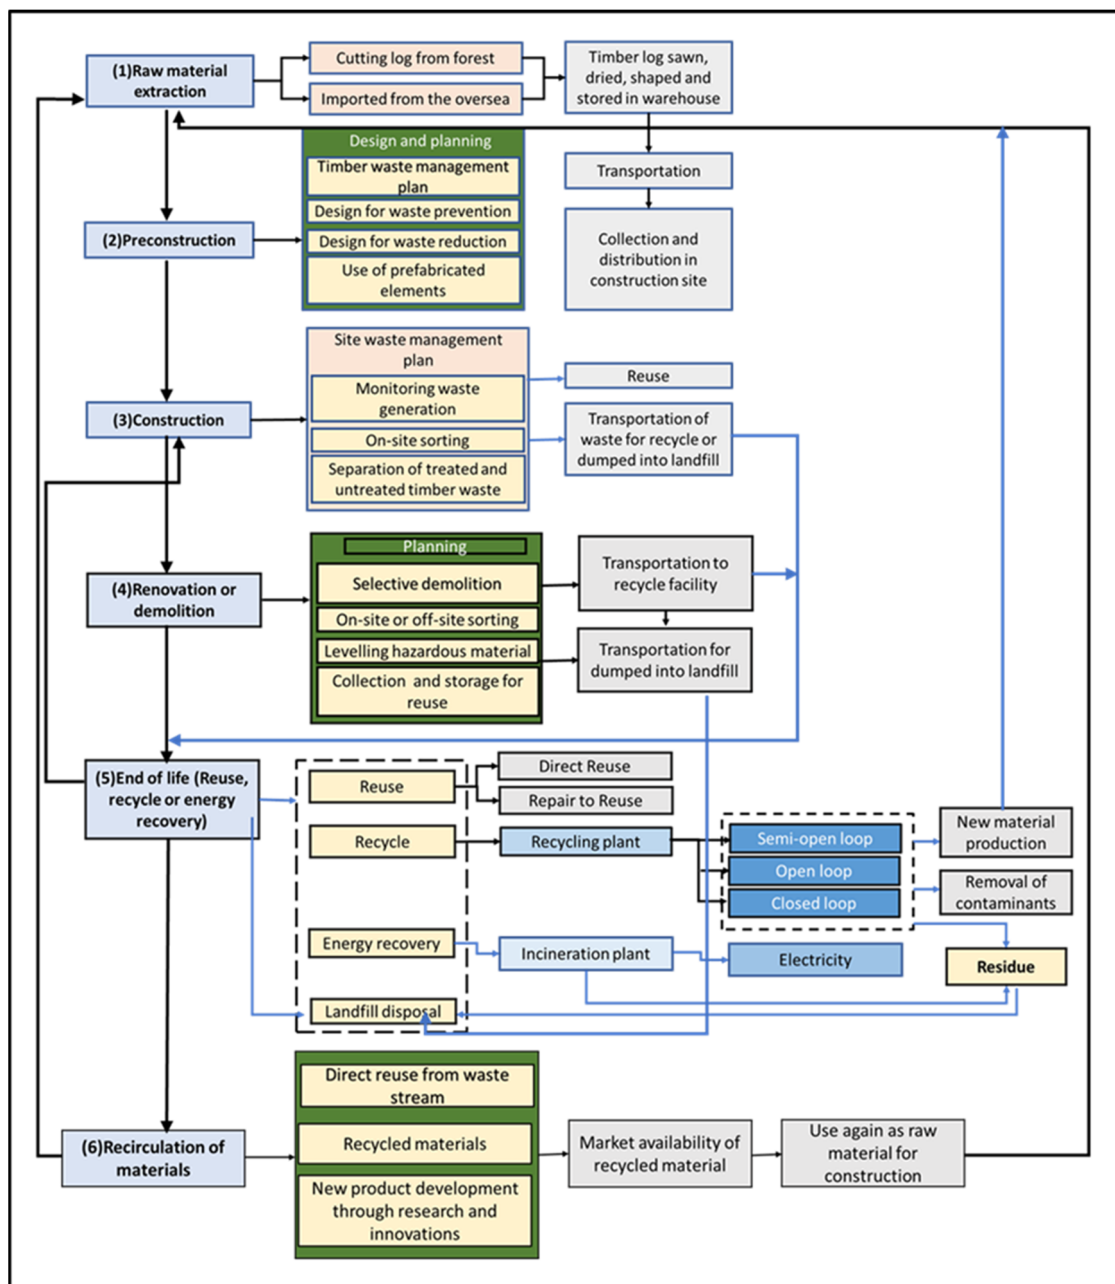 (1)Raw material
extraction
Cutting log from forest
Imported from the oversea
Timber log sawn,
dried, shaped and
stored in warehouse
Design and planning
Timber waste management
plan
Design for waste prevention
Design for waste reduction
Use of prefabricated
elements
(2)Preconstruction
Transportation
Collection and
distribution in
construction site
Site waste management
plan
Monitoring waste
generation
On-site sorting
Separation of treated and
untreated timber waste
(3)Construction
Reuse
Transportation of
waste for recycle or
dumped into landfill
Planning
Selective demolition
On-site or off-site sorting
Levelling hazardous material
Collection and storage for
reuse
(4)Renovation or
demolition
Transportation to
recycle facility
Transportation for
dumped into landfill
(5)End of life (Reuse,
recycle or energy
recovery)
Reuse
Direct Reuse
Repair to Reuse
Recycle
Recycling plant
Semi-open loop
Open loop
Closed loop
New material
production
Removal of
contaminants
Energy recovery
Incineration plant
Electricity
Residue
Landfill disposal
(6)Recirculation of
materials
Direct reuse from waste
stream
Recycled materials
New product development
through research and
innovations
Market availability of
recycled material
Use again as raw
material for
construction